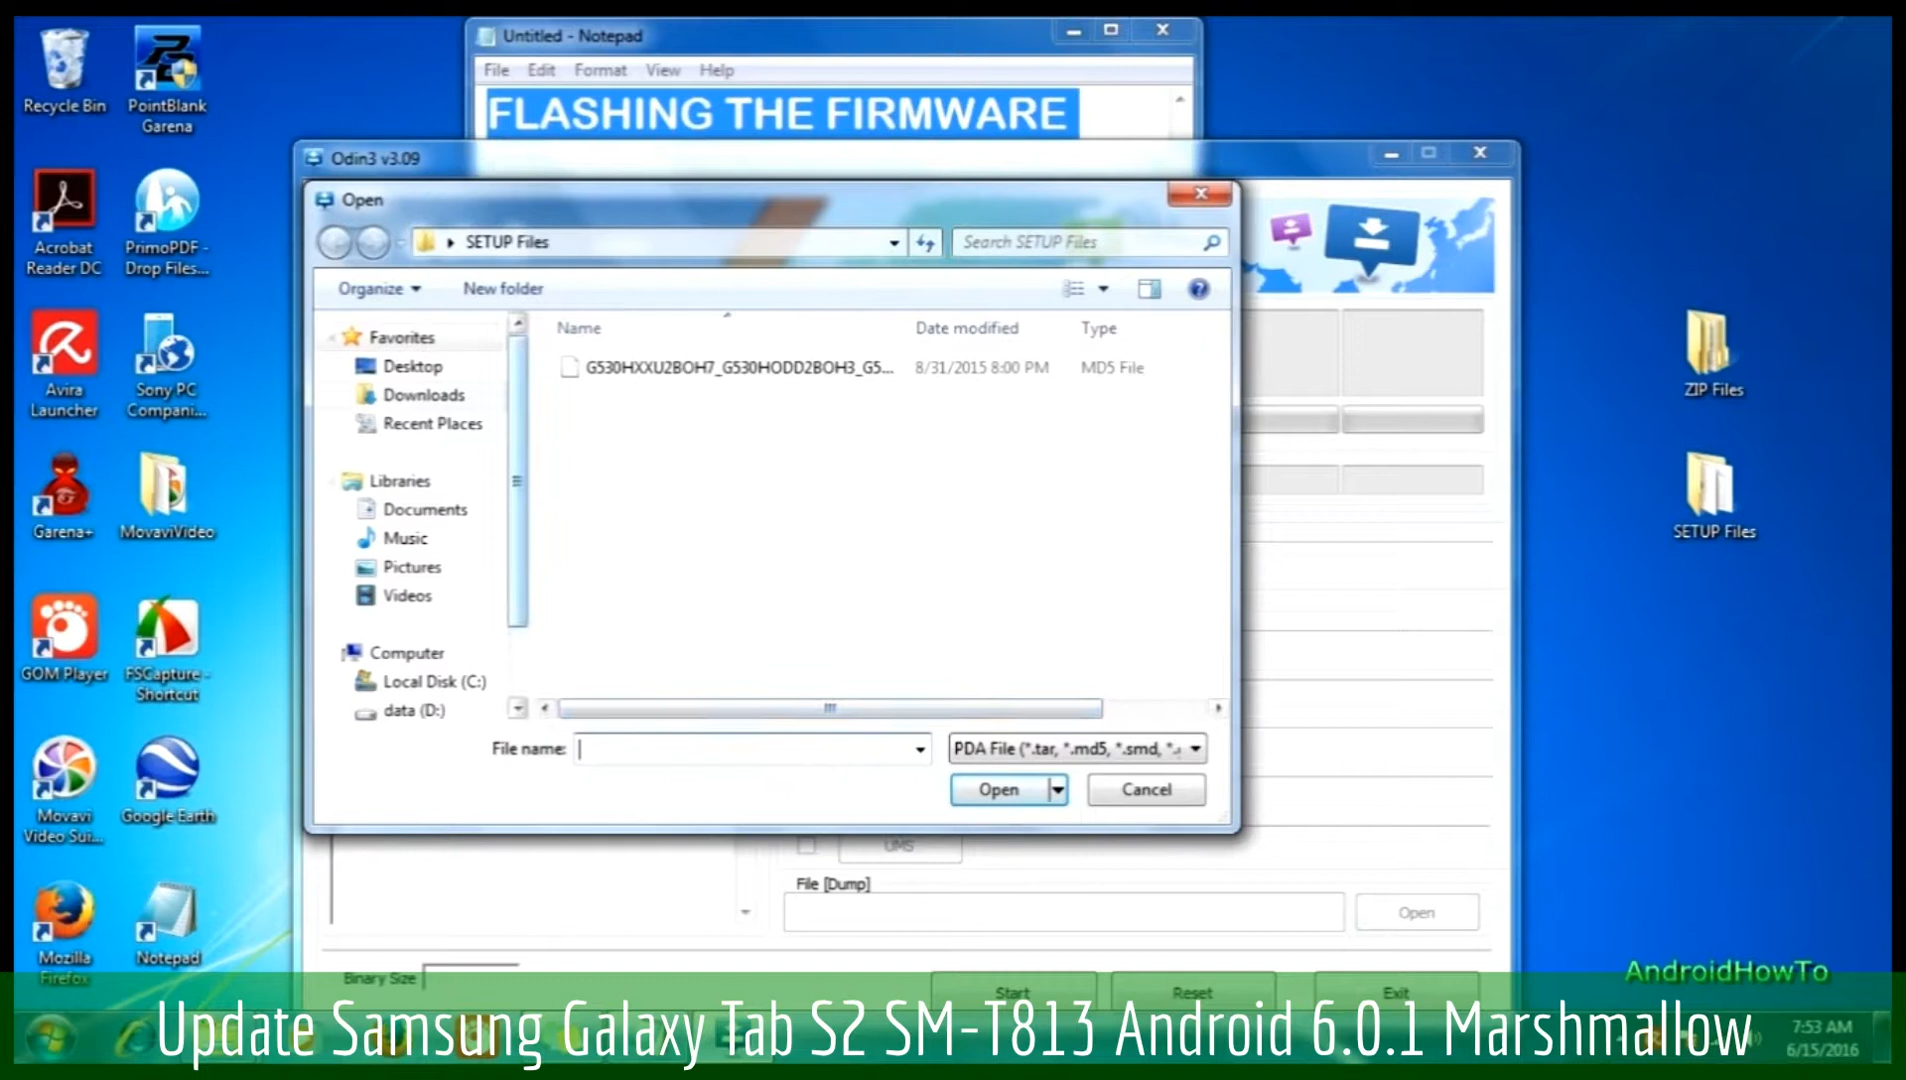 Recycle Bin
PointBlank
Garena
Acrobat
Reader DC
PrimoPDF -
Drop Files...
Avira
Launcher
Sony PC
Compani...
Garena+
MovaviVideo
GOM Player
FSCapture -
Shortcut
Movavi
Video Sui...
Google Earth
Mozilla
Firefox
Notepad
Untitled - Notepad
File Edit Format View Help
FLASHING THE FIRMWARE
Odin3 v3.09
Open
SETUP Files
Search SETUP Files
Organize
New folder
Name
Date modified
Type
Favorites
Desktop
Downloads
Recent Places
Libraries
Documents
Music
Pictures
Videos
Computer
Local Disk (C:)
data (D:)
G530HXXU2BOH7_G530HODD2BOH3_G5...
8/31/2015 8:00 PM
MD5 File
File name:
PDA File (*.tar, *.md5, *.smd, *.
Open
Cancel
UMS
File [Dump]
Open
Binary Size
Start
Reset
Exit
ZIP Files
SETUP Files
AndroidHowTo
Update Samsung Galaxy Tab S2 SM-T813 Android 6.0.1 Marshmallow
7:53 AM
6/15/2016